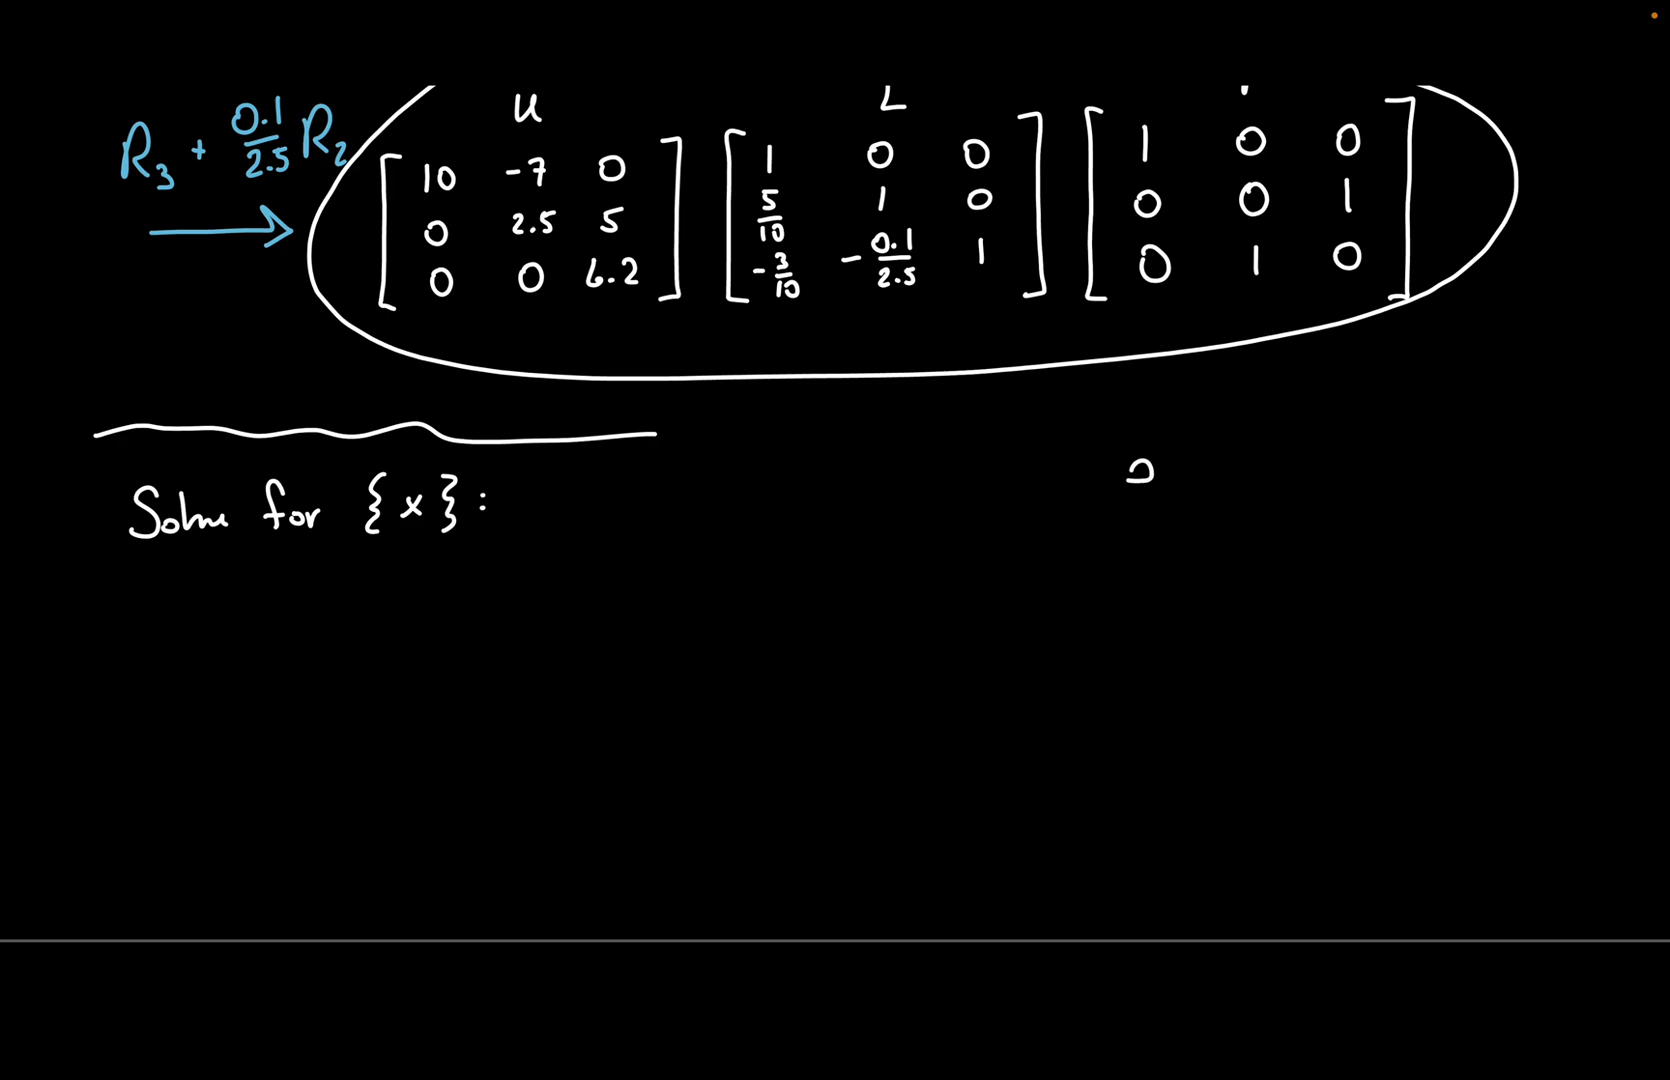 R₃ + 0.1/2.5 R₂ →
U L
[10 -7 0; 0 2.5 5; 0 0 6.2] [1 0 0; 5/10 1 0; -3/10 -0.1/2.5 1] [1 0 0; 0 0 1; 0 1 0]
Solve for {x}: